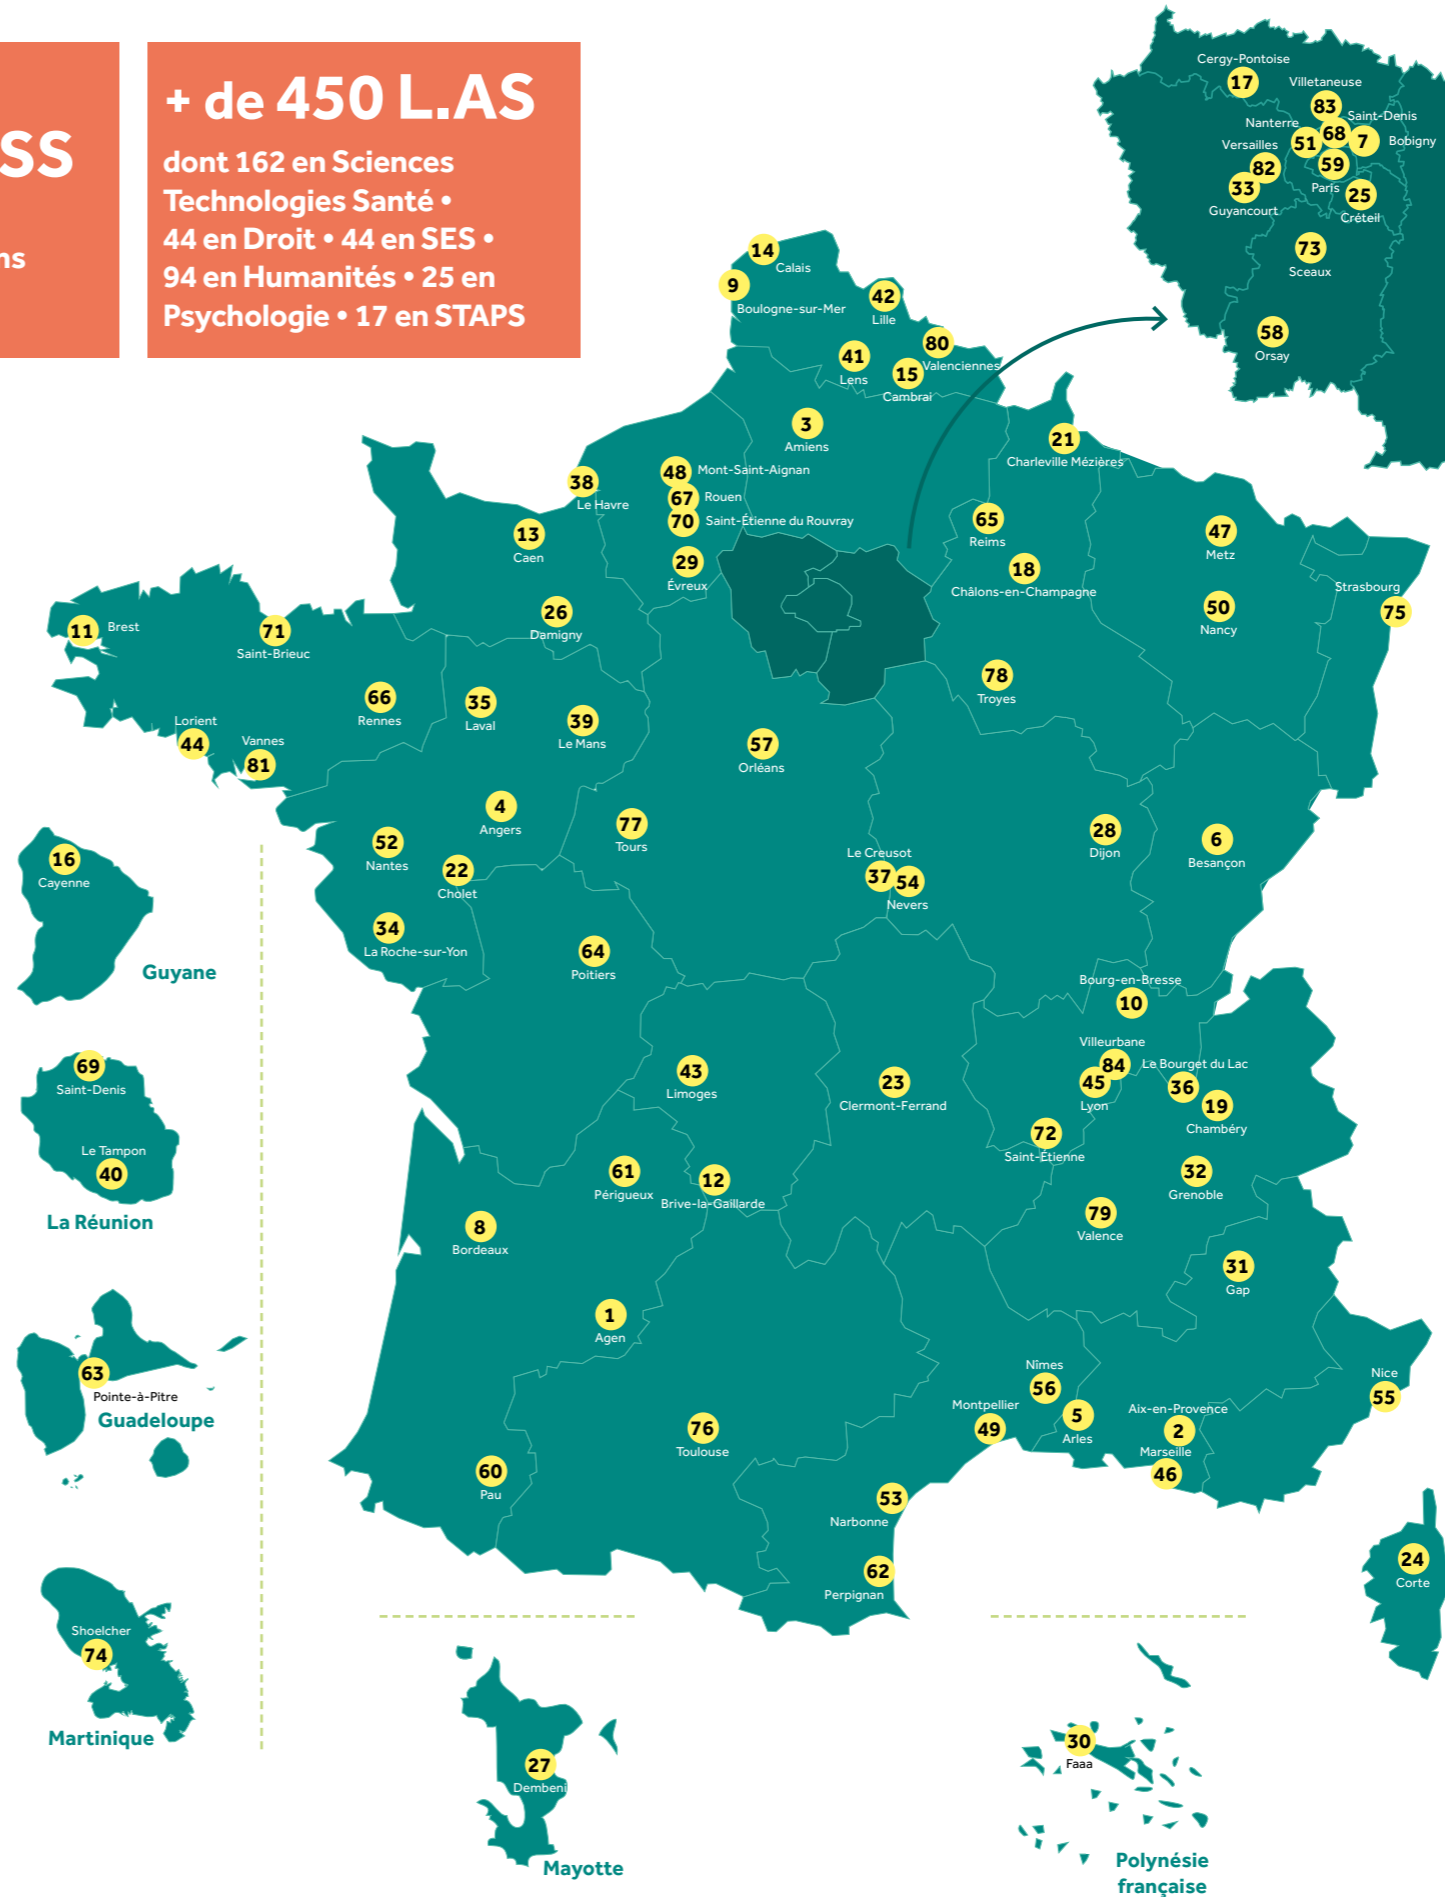 SS
ns
+ de 450 L.AS
dont 162 en Sciences
Technologies Santé •
44 en Droit • 44 en SES •
94 en Humanités • 25 en
Psychologie • 17 en STAPS
Cergy-Pontoise
17
Villetaneuse
83
Saint-Denis
68
Nanterre
51
7
Bobigny
Versailles
82
59
Paris
33
Guyancourt
25
Créteil
73
Sceaux
58
Orsay
14
Calais
9
Boulogne-sur-Mer
42
Lille
80
Valenciennes
41
Lens
15
Cambrai
3
Amiens
21
Charleville Mézières
48 Mont-Saint-Aignan
38
Le Havre
67 Rouen
70 Saint-Étienne du Rouvray
65
Reims
13
Caen
47
Metz
29
Évreux
18
Châlons-en-Champagne
Strasbourg
75
50
Nancy
26
Damigny
11 Brest
71
Saint-Brieuc
78
Troyes
66
Rennes
35
Laval
39
Le Mans
Lorient
44
Vannes
81
57
Orléans
4
Angers
77
Tours
28
Dijon
6
Besançon
52
Nantes
22
Cholet
Le Creusot
37
54
Nevers
16
Cayenne
Guyane
34
La Roche-sur-Yon
64
Poitiers
Bourg-en-Bresse
10
Villeurbane
84
45
Lyon
Le Bourget du Lac
36
19
Chambéry
69
Saint-Denis
43
Limoges
23
Clermont-Ferrand
72
Saint-Étienne
Le Tampon
40
La Réunion
61
Périgueux
12
Brive-la-Gaillarde
32
Grenoble
79
Valence
8
Bordeaux
31
Gap
1
Agen
63
Pointe-à-Pitre
Guadeloupe
Nîmes
56
Nice
55
Montpellier
49
5
Arles
Aix-en-Provence
2
Marseille
46
76
Toulouse
60
Pau
53
Narbonne
62
Perpignan
24
Corte
Shoelcher
74
Martinique
27
Dembeni
Mayotte
30
Faaa
Polynésie
française